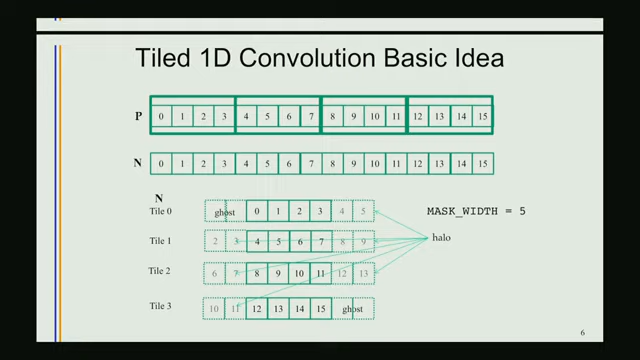 Tiled 1D Convolution Basic Idea
P 0 1 2 3 4 5 6 7 8 9 10 11 12 13 14 15
N 0 1 2 3 4 5 6 7 8 9 10 11 12 13 14 15
N
Tile 0 ghost 0 1 2 3 4 5 MASK_WIDTH = 5
Tile 1 2 3 4 5 6 7 8 9 halo
Tile 2 6 7 8 9 10 11 12 13
Tile 3 10 11 12 13 14 15 ghost
6